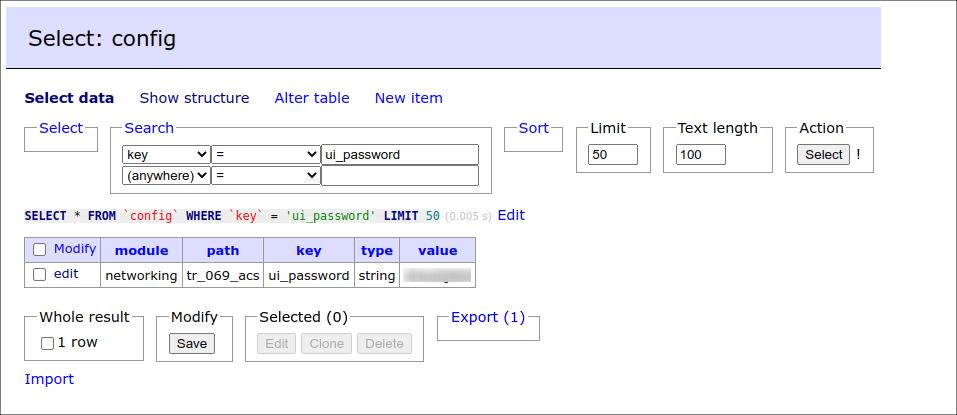 Select: config
Select data Show structure Alter table New item
Select Search Sort Limit Text length Action
key = ui_password 50 100 Select !
(anywhere) =
SELECT * FROM `config` WHERE `key` = 'ui_password' LIMIT 50 (0.005 s) Edit
Modify module path key type value
edit networking tr_069_acs ui_password string
Whole result Modify Selected (0) Export (1)
1 row Save Edit Clone Delete
Import